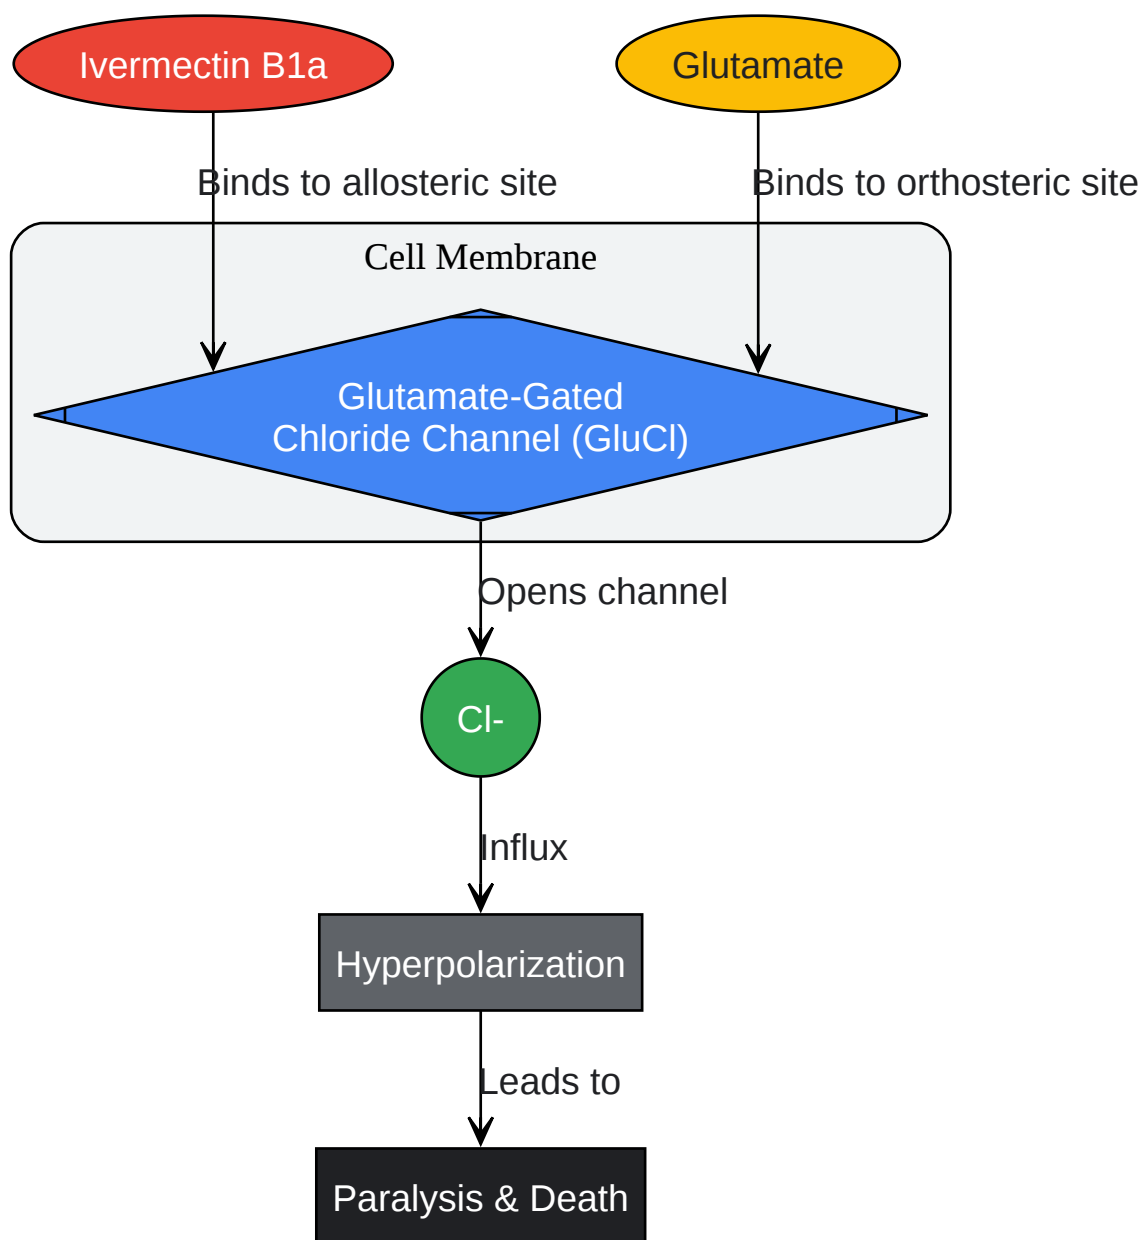 Ivermectin B1a
Glutamate
Binds to allosteric site
Binds to orthosteric site
Cell Membrane
Glutamate-Gated
Chloride Channel (GluCl)
Opens channel
Cl-
Influx
Hyperpolarization
Leads to
Paralysis & Death